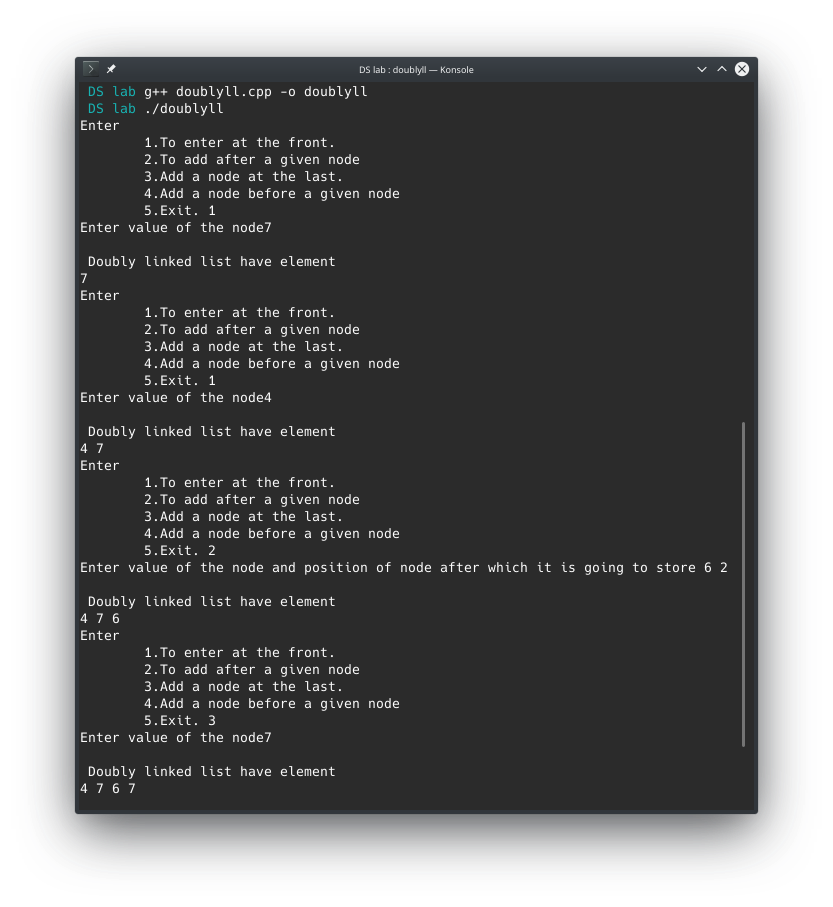 DS lab : doublyll — Konsole
DS lab g++ doublyll.cpp -o doublyll
DS lab ./doublyll
Enter
1.To enter at the front.
2.To add after a given node
3.Add a node at the last.
4.Add a node before a given node
5.Exit. 1
Enter value of the node7
Doubly linked list have element
7
Enter
1.To enter at the front.
2.To add after a given node
3.Add a node at the last.
4.Add a node before a given node
5.Exit. 1
Enter value of the node4
Doubly linked list have element
4 7
Enter
1.To enter at the front.
2.To add after a given node
3.Add a node at the last.
4.Add a node before a given node
5.Exit. 2
Enter value of the node and position of node after which it is going to store 6 2
Doubly linked list have element
4 7 6
Enter
1.To enter at the front.
2.To add after a given node
3.Add a node at the last.
4.Add a node before a given node
5.Exit. 3
Enter value of the node7
Doubly linked list have element
4 7 6 7